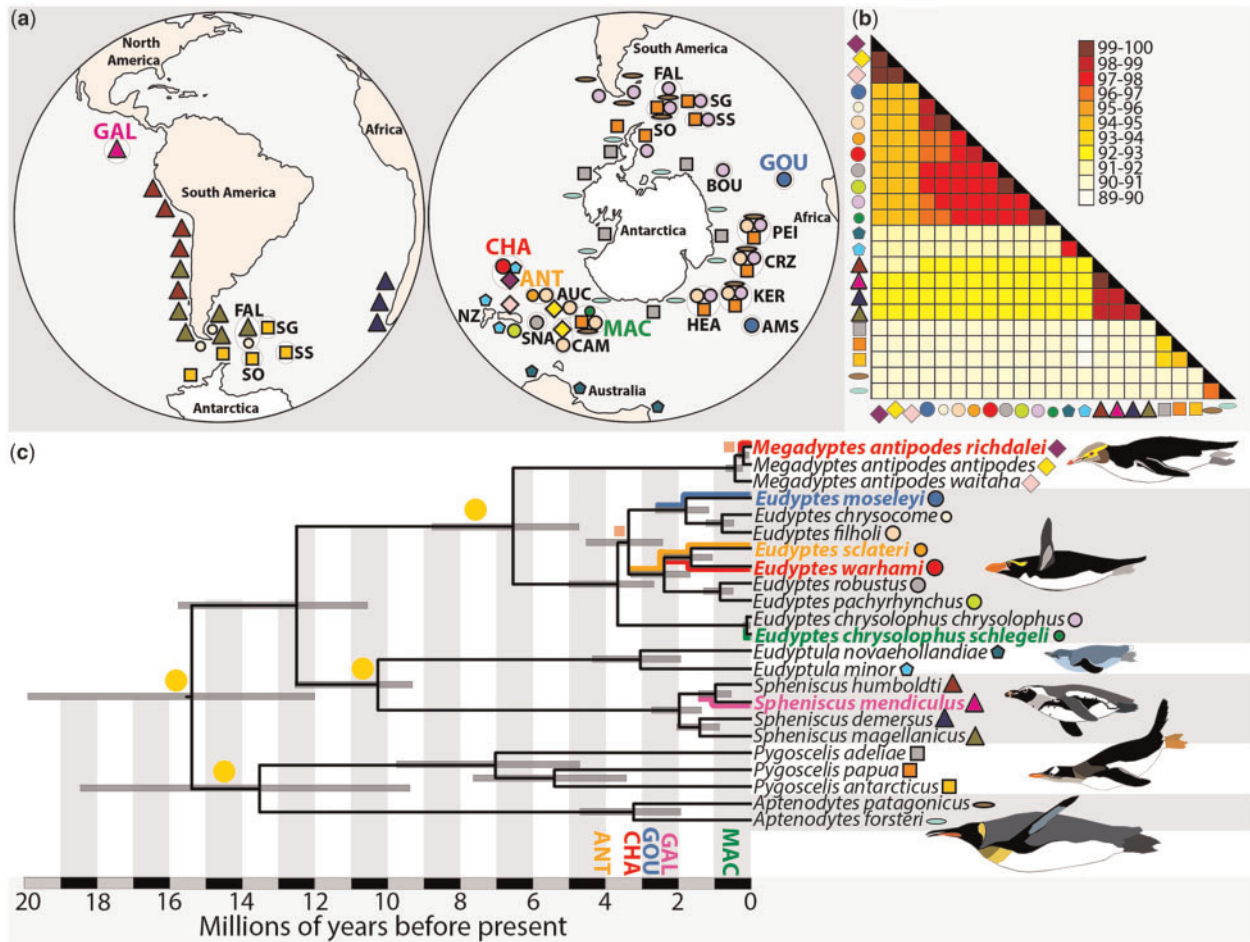 (a)
North
America
GAL
South America
Africa
FAL
SG
SS
SO
Antarctica
South America
FAL
SG
SO
SS
GOU
BOU
Africa
Antarctica
PEI
CHA
CRZ
ANT
AUC
KER
NZ
MAC
HEA
AMS
SNA
CAM
Australia
(b)
99-100
98-99
97-98
96-97
95-96
94-95
93-94
92-93
91-92
90-91
89-90
(c)
Megadyptes antipodes richdalei
Megadyptes antipodes antipodes
Megadyptes antipodes waitaha
Eudyptes moseleyi
Eudyptes chrysocome
Eudyptes filholi
Eudyptes sclateri
Eudyptes warhami
Eudyptes robustus
Eudyptes pachyrhynchus
Eudyptes chrysolophus chrysolophus
Eudyptes chrysolophus schlegeli
Eudyptula novaehollandiae
Eudyptula minor
Spheniscus humboldti
Spheniscus mendiculus
Spheniscus demersus
Spheniscus magellanicus
Pygoscelis adeliae
Pygoscelis papua
Pygoscelis antarcticus
Aptenodytes patagonicus
Aptenodytes forsteri
ANT
CHA
GOU
GAL
MAC
20 18 16 14 12 10 8 6 4 2 0
Millions of years before present